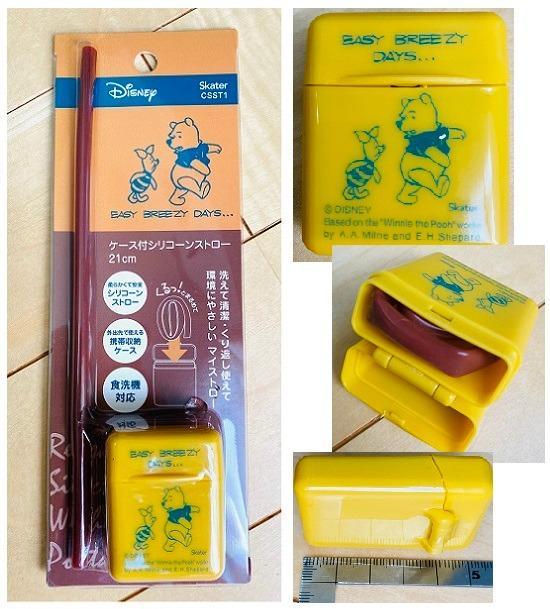 Disney
Skater
CSST1
EASY BREEZY DAYS...
ケース付シリコーンストロー
21cm
柔らかくて安全
シリコーン
ストロー
外出先で使える
携帯収納
ケース
食洗機
対応
くるっ!とまとめて
洗えて清潔・くり返し使えて
環境にやさしい マイストロー
EASY BREEZY
DAYS...
Skater
EASY BREEZY
DAYS...
© DISNEY
Skater
Based on the "Winnie the Pooh" works
by A.A. Milne and E.H. Shepard.
5